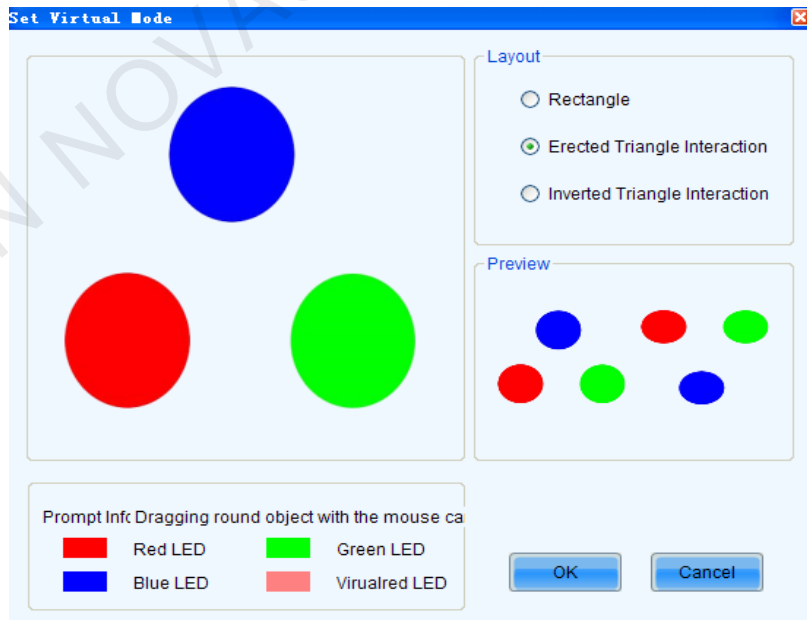 Set Virtual Mode
Layout
Rectangle
Erected Triangle Interaction
Inverted Triangle Interaction
Preview
Prompt Infc Dragging round object with the mouse ca
Red LED
Green LED
Blue LED
Virualred LED
OK
Cancel